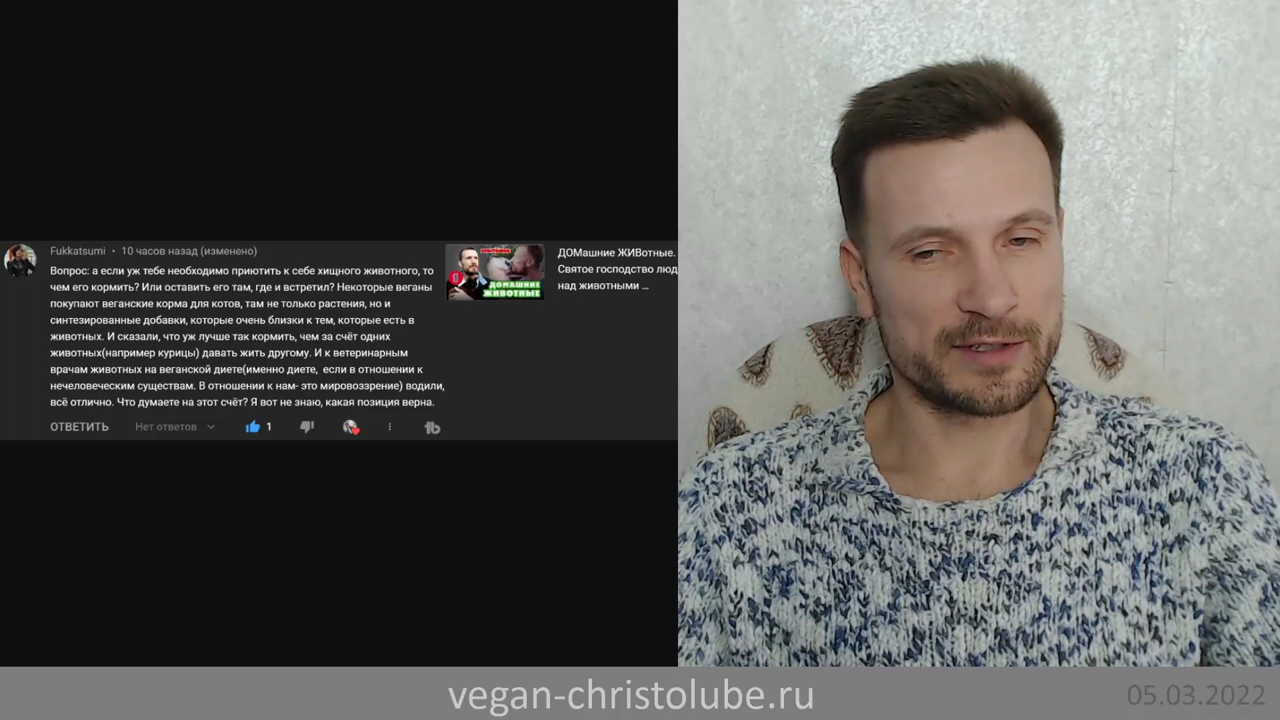 Fukkatsumi • 10 часов назад (изменено)
Вопрос: а если уж тебе необходимо приютить к себе хищного животного, то
чем его кормить? Или оставить его там, где и встретил? Некоторые веганы
покупают веганские корма для котов, там не только растения, но и
синтезированные добавки, которые очень близки к тем, которые есть в
животных. И сказали, что уж лучше так кормить, чем за счёт одних
животных(например курицы) давать жить другому. И к ветеринарным
врачам животных на веганской диете(именно диете, если в отношении к
нечеловеческим существам. В отношении к нам- это мировоззрение) водили,
всё отлично. Что думаете на этот счёт? Я вот не знаю, какая позиция верна.
ОТВЕТИТЬ Нет ответов 1
ДОМАШНИЕ
ЖИВОТНЫЕ
ДОМашние ЖИВотные.
Святое господство люд
над животными ...
vegan-christolube.ru
05.03.2022